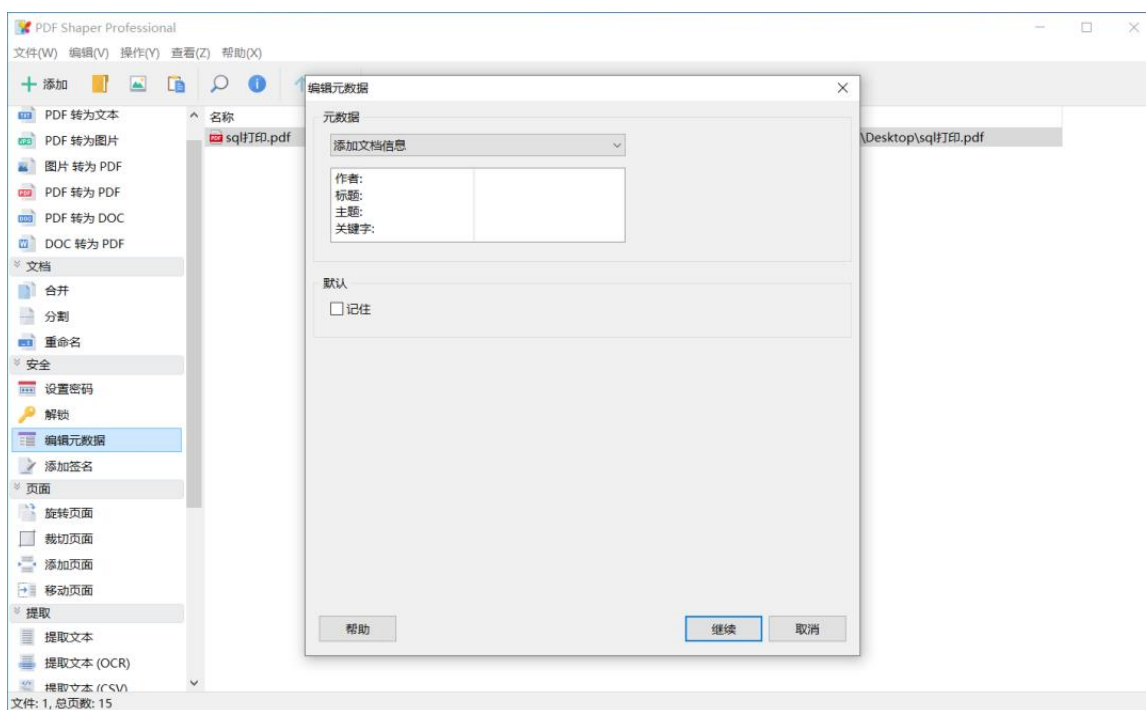 PDF Shaper Professional
文件(W) 编辑(V) 操作(Y) 查看(Z) 帮助(X)
添加
PDF 转为文本
PDF 转为图片
图片 转为 PDF
PDF 转为 PDF
PDF 转为 DOC
DOC 转为 PDF
文档
合并
分割
重命名
安全
设置密码
解锁
编辑元数据
添加签名
页面
旋转页面
裁切页面
添加页面
移动页面
提取
提取文本
提取文本 (OCR)
提取文本 (CSV)
名称
sql打印.pdf
\Desktop\sql打印.pdf
编辑元数据
元数据
添加文档信息
作者:
标题:
主题:
关键字:
默认
记住
帮助
继续
取消
文件: 1, 总页数: 15